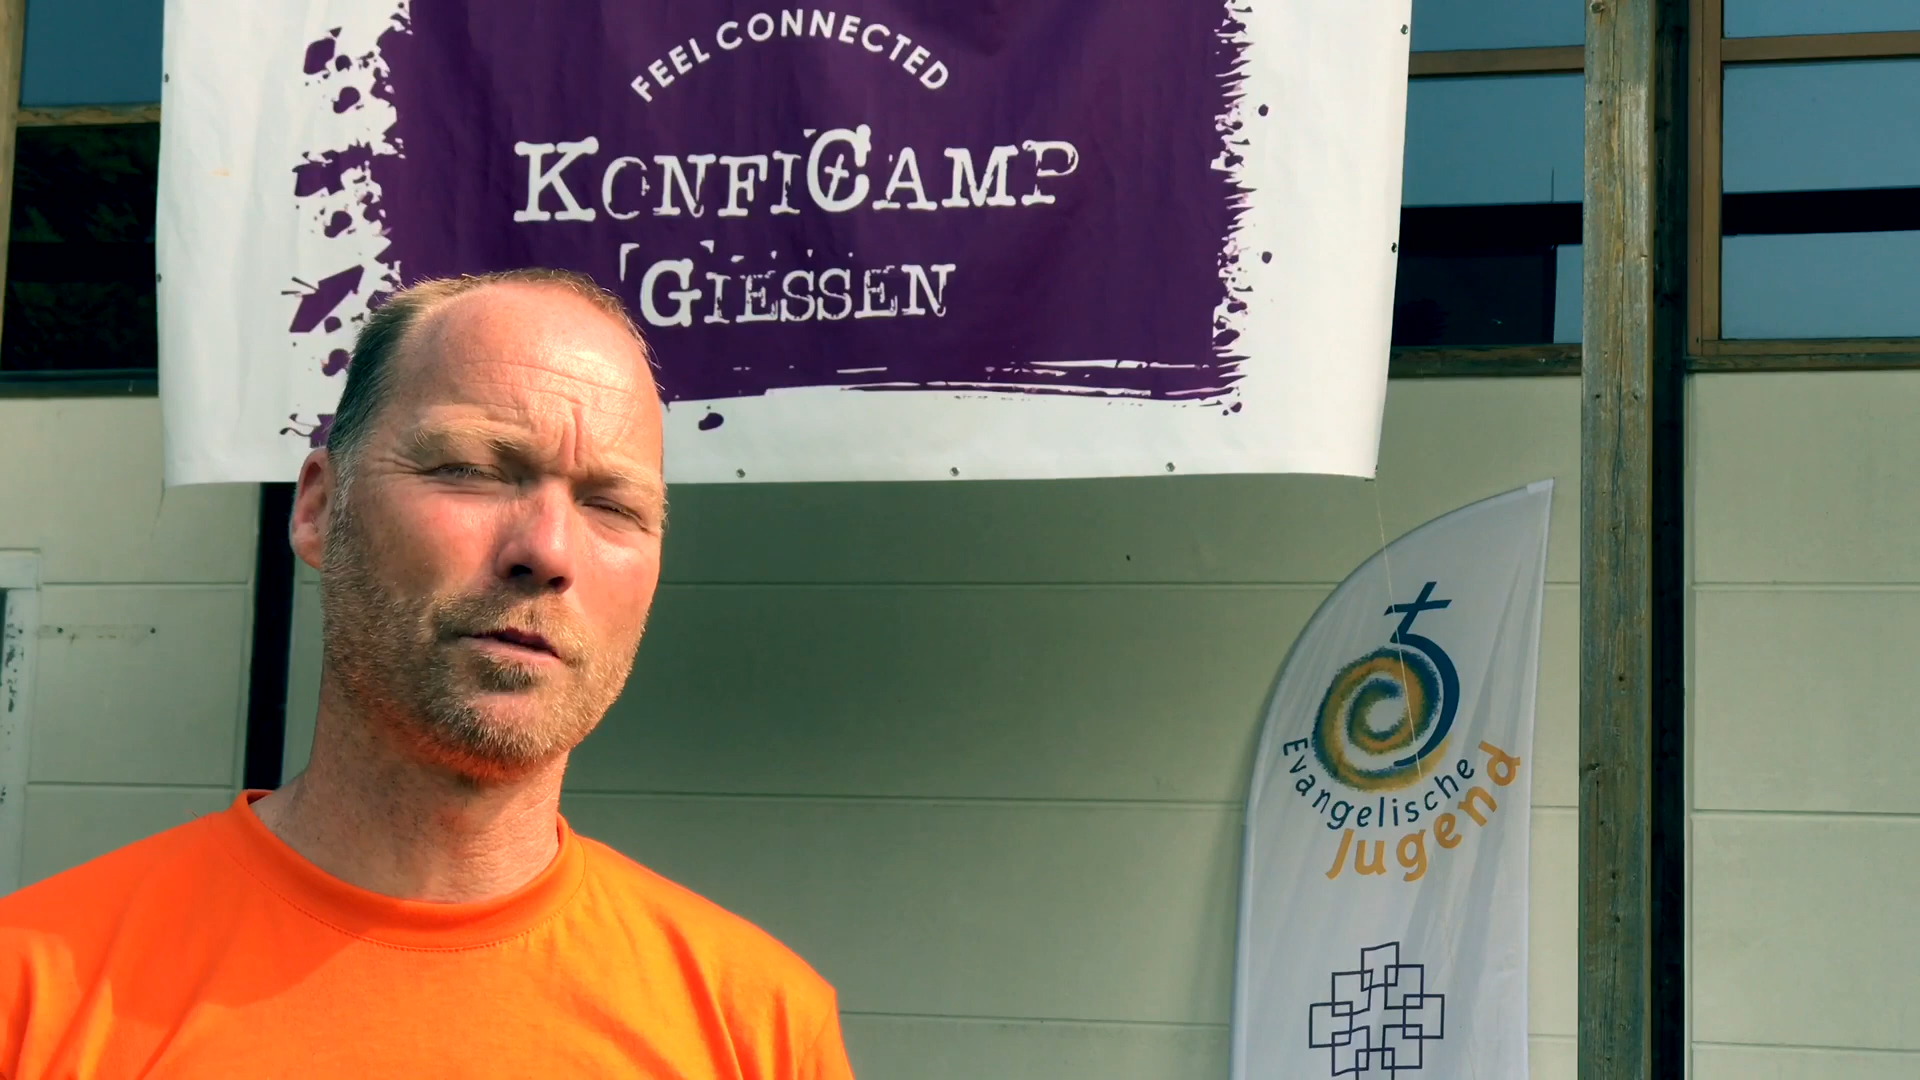 FEEL CONNECTED
KONFICAMP
GIESSEN
Evangelische
Jugend